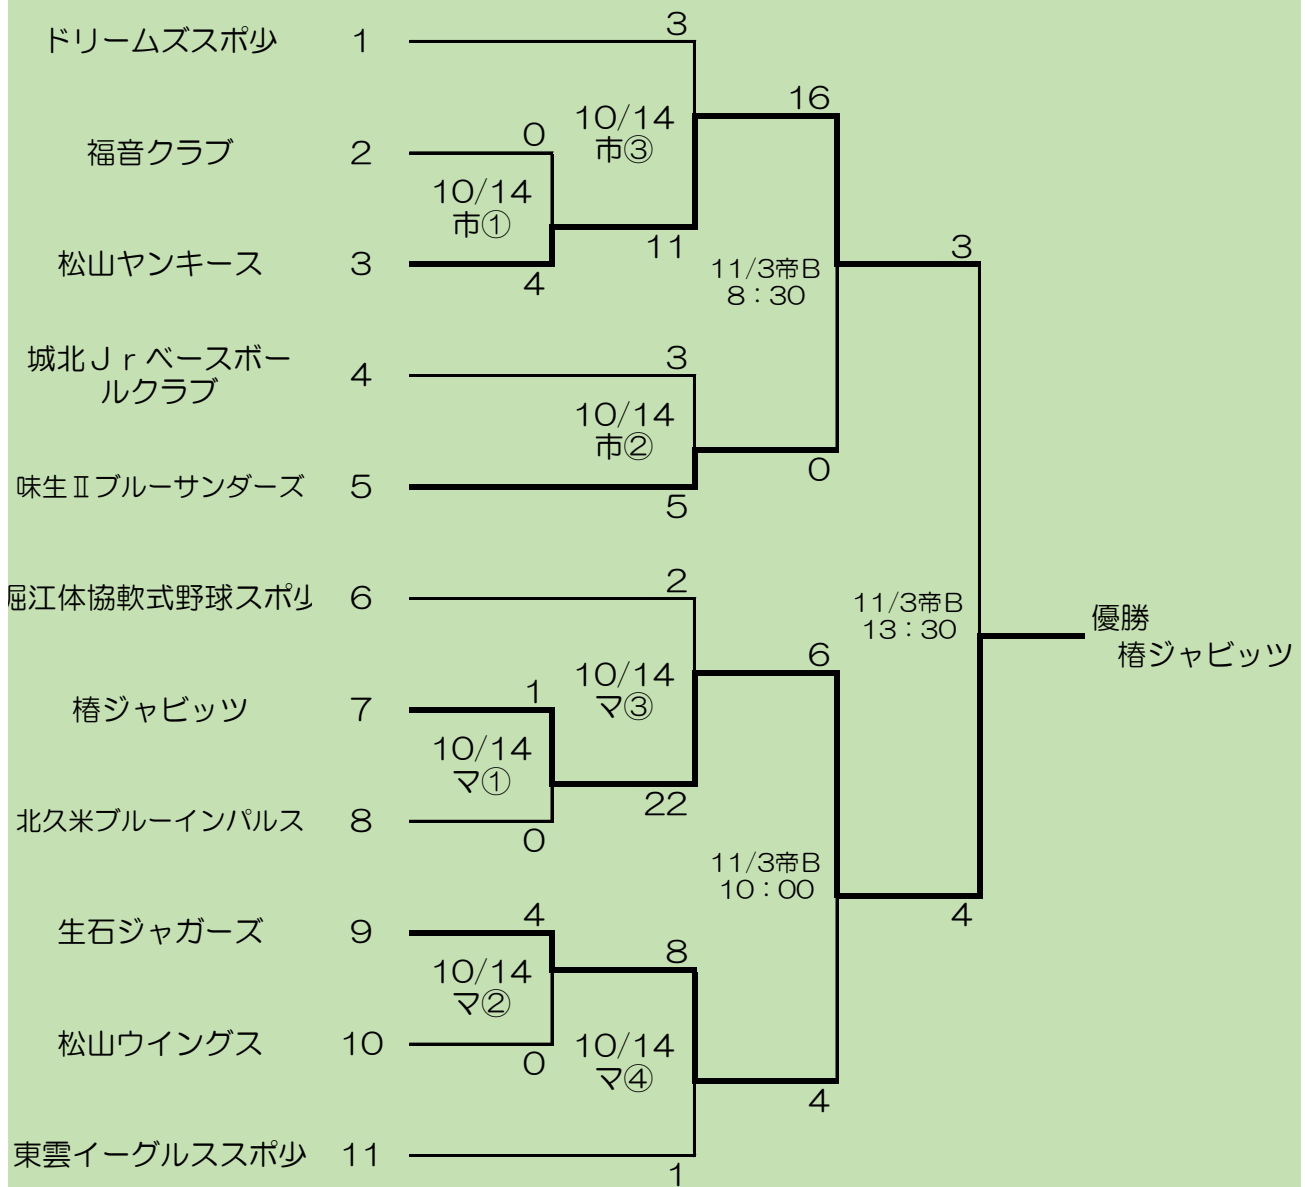 ドリームズスポ少 1
3
16
10/14
市③
福音クラブ 2
0
10/14
市①
松山ヤンキース 3
4
11
11/3帝B
8：30
3
城北Ｊｒベースボー
ルクラブ
4
3
10/14
市②
0
味生Ⅱブルーサンダーズ 5
5
堀江体協軟式野球スポ少 6
2
11/3帝B
13：30
優勝
椿ジャビッツ
6
10/14
マ③
椿ジャビッツ 7
1
10/14
マ①
22
北久米ブルーインパルス 8
0
11/3帝B
10：00
4
生石ジャガーズ 9
4
8
10/14
マ②
松山ウイングス 10
0
10/14
マ④
4
東雲イーグルススポ少 11
1